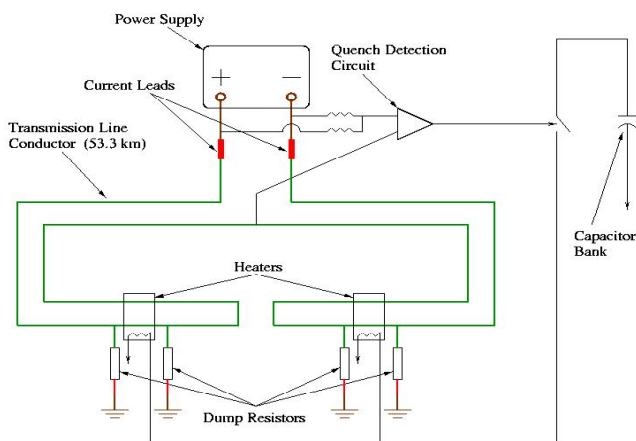 Power Supply
Quench Detection
Circuit
+ −
Current Leads
Transmission Line
Conductor (53.3 km)
Capacitor
Bank
Heaters
Dump Resistors